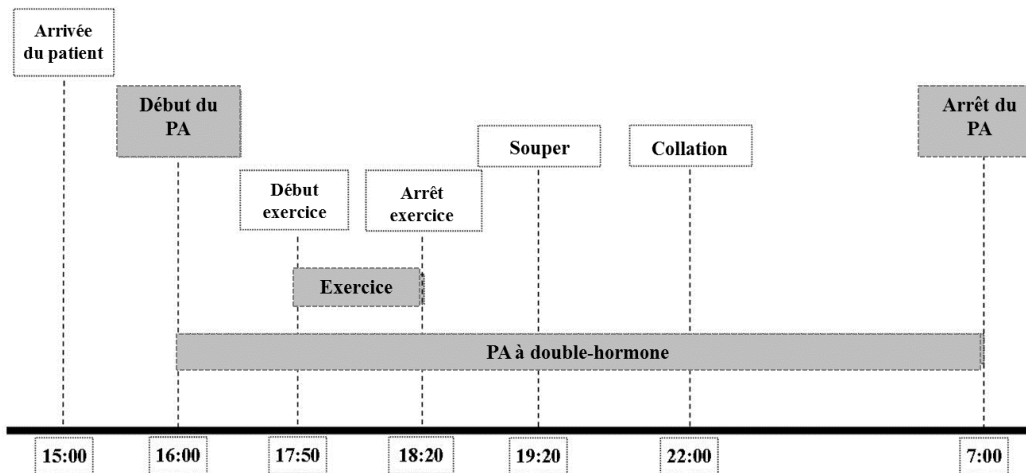 Arrivée
du patient
Début du
PA
Arrêt du
PA
Souper
Collation
Début
exercice
Arrêt
exercice
Exercice
PA à double-hormone
15:00
16:00
17:50
18:20
19:20
22:00
7:00